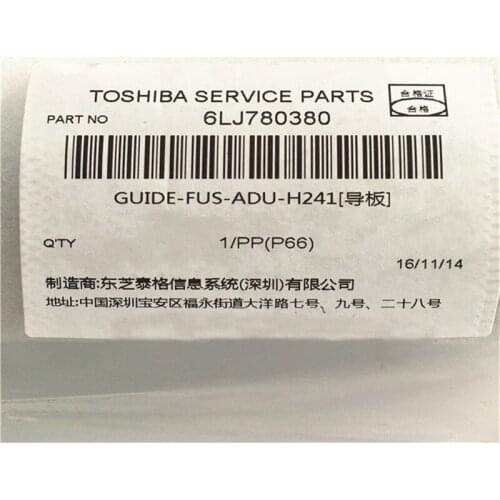 合格证
合格
TOSHIBA SERVICE PARTS
PART NO 6LJ780380
GUIDE-FUS-ADU-H241[导板]
Q'TY 1/PP(P66)
16/11/14
制造商:东芝泰格信息系统(深圳)有限公司
地址:中国深圳宝安区福永街道大洋路七号、九号、二十八号